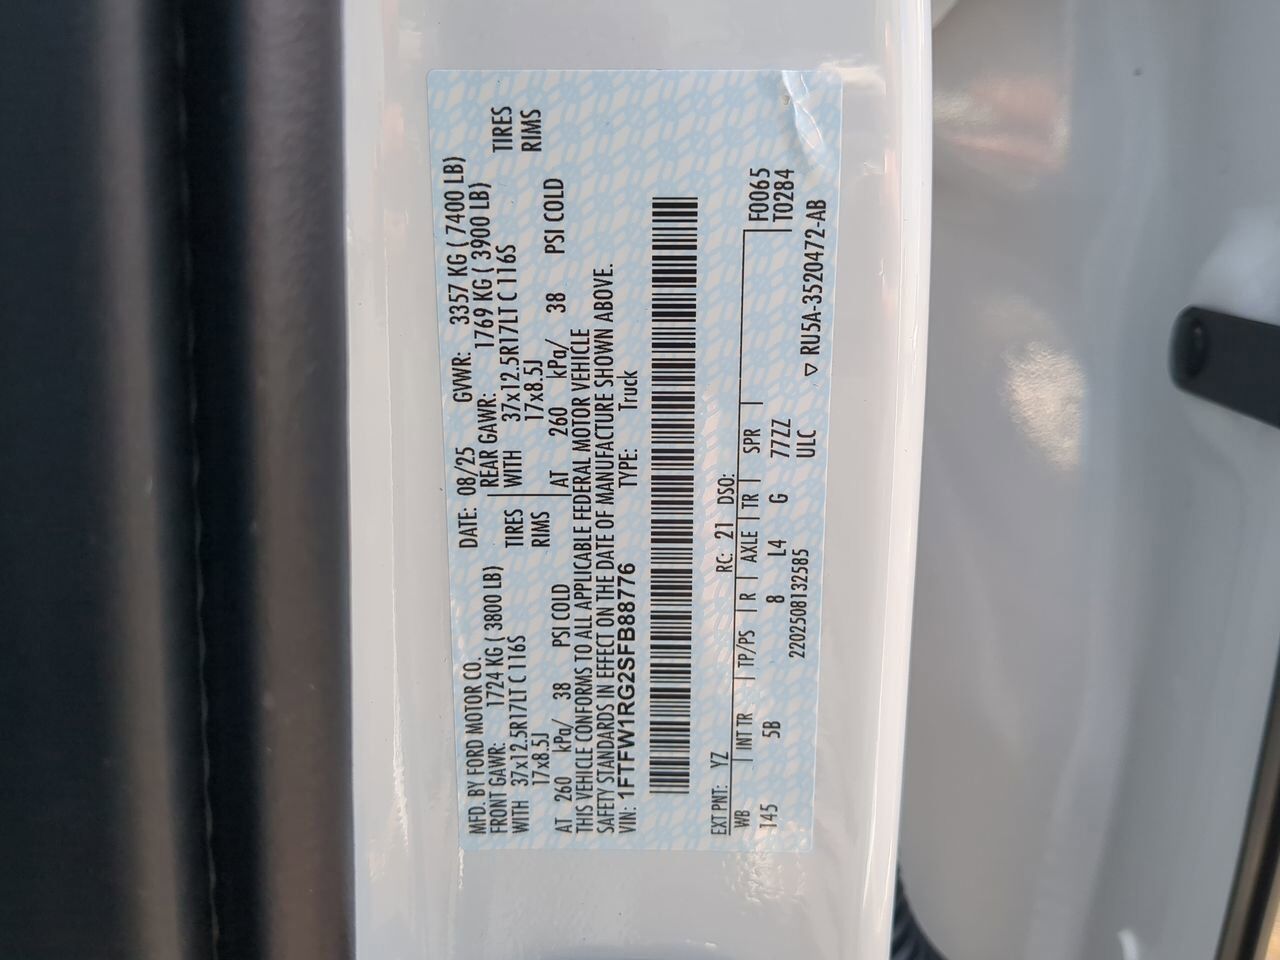 MFD. BY FORD MOTOR CO. DATE: 08/25 GVWR: 3357 KG ( 7400 LB)
FRONT GAWR: 1724 KG ( 3800 LB) REAR GAWR: 1769 KG ( 3900 LB)
WITH 37x12.5R17LT C 116S TIRES WITH 37x12.5R17LT C 116S TIRES
17x8.5J RIMS 17x8.5J RIMS
AT 260 kPa/ 38 PSI COLD AT 260 kPa/ 38 PSI COLD
THIS VEHICLE CONFORMS TO ALL APPLICABLE FEDERAL MOTOR VEHICLE
SAFETY STANDARDS IN EFFECT ON THE DATE OF MANUFACTURE SHOWN ABOVE.
VIN: 1FTFW1RG2SFB88776 TYPE: Truck
EXT PNT: YZ RC: 21 DSO:
WB INT TR TP/PS R AXLE TR SPR F0065
145 5B 8 L4 G 77ZZ T0284
2202508132585 ULC ▽ RU5A-3520472-AB